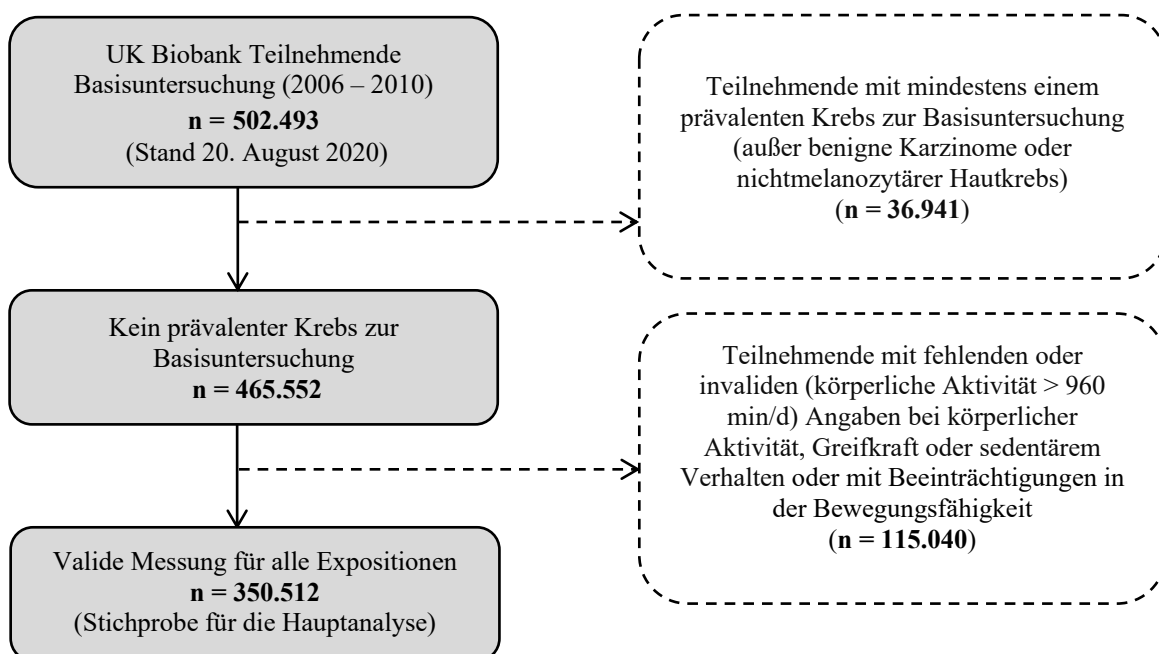 UK Biobank Teilnehmende
Basisuntersuchung (2006 – 2010)
n = 502.493
(Stand 20. August 2020)
Teilnehmende mit mindestens einem
prävalenten Krebs zur Basisuntersuchung
(außer benigne Karzinome oder
nichtmelanozytärer Hautkrebs)
(n = 36.941)
Kein prävalenter Krebs zur
Basisuntersuchung
n = 465.552
Teilnehmende mit fehlenden oder
invaliden (körperliche Aktivität > 960
min/d) Angaben bei körperlicher
Aktivität, Greifkraft oder sedentärem
Verhalten oder mit Beeinträchtigungen in
der Bewegungsfähigkeit
(n = 115.040)
Valide Messung für alle Expositionen
n = 350.512
(Stichprobe für die Hauptanalyse)